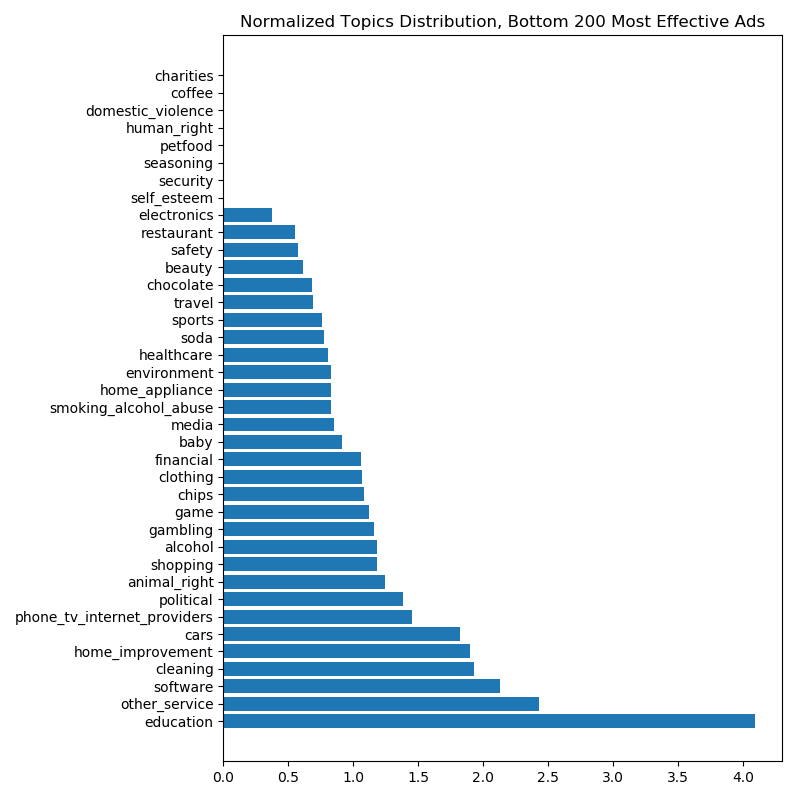 Normalized Topics Distribution, Bottom 200 Most Effective Ads
charities
coffee
domestic_violence
human_right
petfood
seasoning
security
self_esteem
electronics
restaurant
safety
beauty
chocolate
travel
sports
soda
healthcare
environment
home_appliance
smoking_alcohol_abuse
media
baby
financial
clothing
chips
game
gambling
alcohol
shopping
animal_right
political
phone_tv_internet_providers
cars
home_improvement
cleaning
software
other_service
education
0.0 0.5 1.0 1.5 2.0 2.5 3.0 3.5 4.0